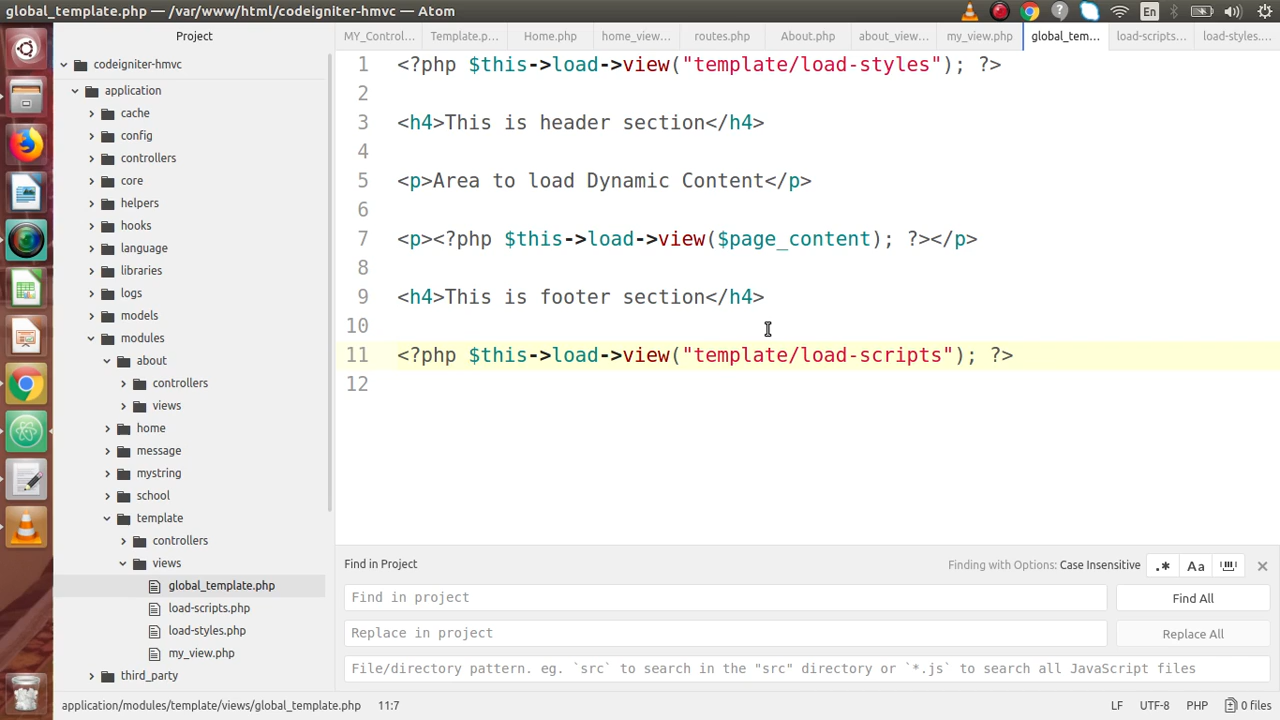 global_template.php — /var/www/html/codeigniter-hmvc — Atom
En
Project
MY_Control...
Template.p...
Home.php
home_view...
routes.php
About.php
about_view...
my_view.php
global_tem...
load-scripts...
load-styles....
codeigniter-hmvc
application
cache
config
controllers
core
helpers
hooks
language
libraries
logs
models
modules
about
controllers
views
home
message
mystring
school
template
controllers
views
global_template.php
load-scripts.php
load-styles.php
my_view.php
third_party
1 <?php $this->load->view("template/load-styles"); ?>
2
3 <h4>This is header section</h4>
4
5 <p>Area to load Dynamic Content</p>
6
7 <p><?php $this->load->view($page_content); ?></p>
8
9 <h4>This is footer section</h4>
10
11 <?php $this->load->view("template/load-scripts"); ?>
12
Find in Project
Finding with Options: Case Insensitive
.*
Aa
Find in project
Find All
Replace in project
Replace All
File/directory pattern. eg. `src` to search in the "src" directory or `*.js` to search all JavaScript files
application/modules/template/views/global_template.php 11:7
LF UTF-8 PHP 0 files